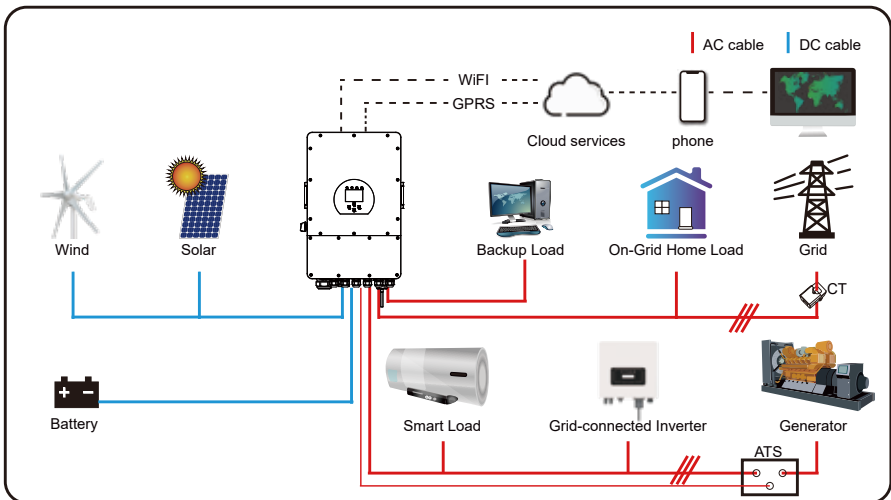 AC cable
DC cable
WiFI
GPRS
Cloud services
phone
Wind
Solar
Backup Load
On-Grid Home Load
Grid
CT
Battery
Smart Load
Grid-connected Inverter
Generator
ATS